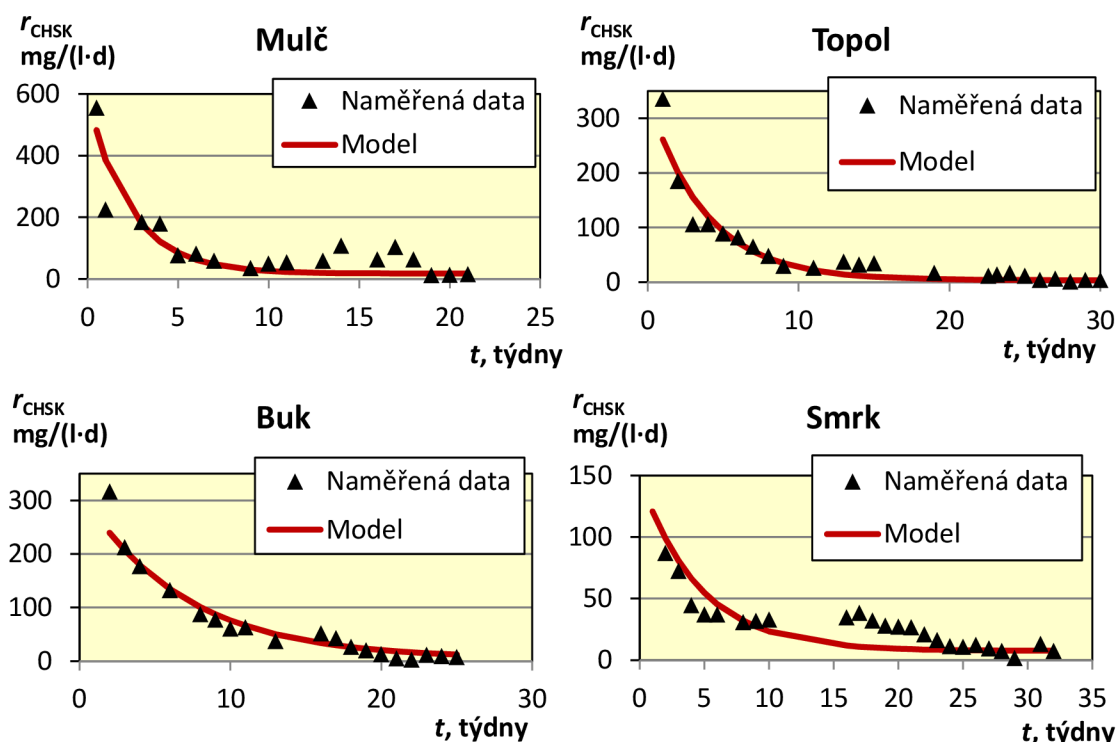 r CHSK
mg/(l·d)
Mulč
Naměřená data
Model
600
400
200
0
0 5 10 15 20 25
t, týdny
r CHSK
mg/(l·d)
Topol
Naměřená data
Model
300
200
100
0
0 10 20 30
t, týdny
r CHSK
mg/(l·d)
Buk
Naměřená data
Model
300
200
100
0
0 10 20 30
t, týdny
r CHSK
mg/(l·d)
Smrk
Naměřená data
Model
150
100
50
0
0 5 10 15 20 25 30 35
t, týdny